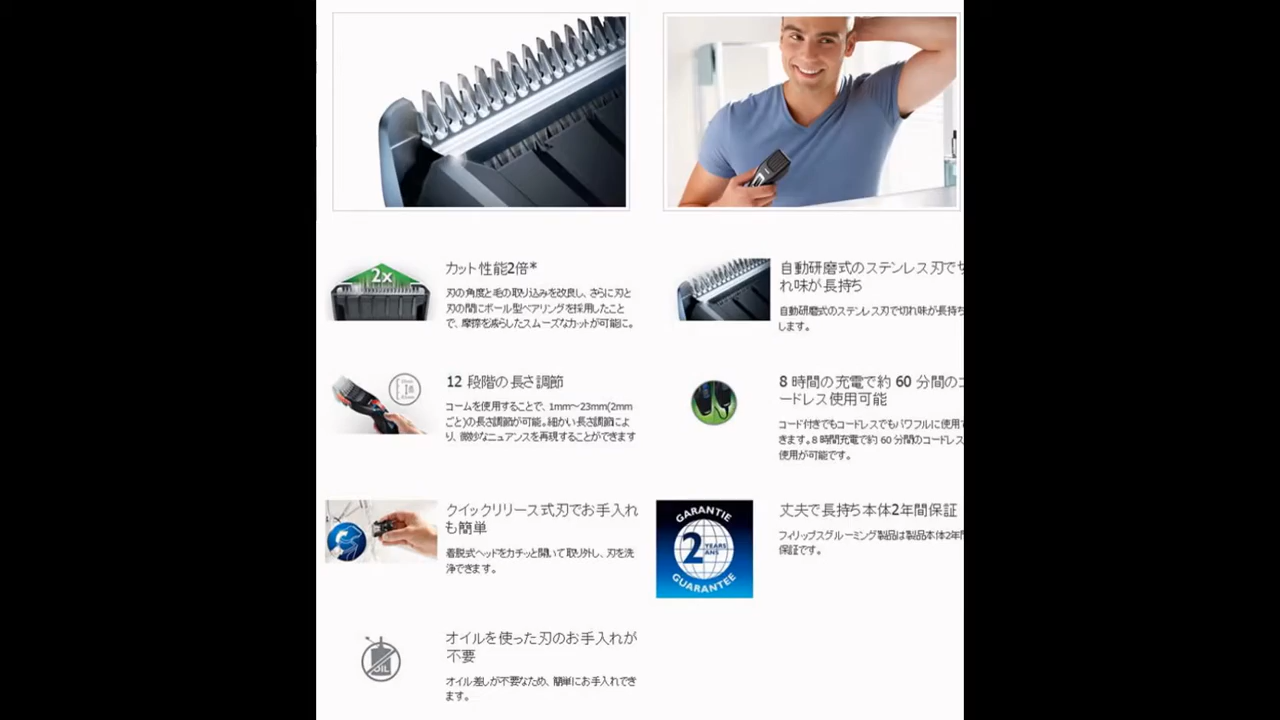 2x
カット性能2倍*
刃の角度と毛の取り込みを改良し、さらに刃と
刃の間にボール型ベアリングを採用したこと
で、摩擦を減らしたスムーズなカットが可能に。
自動研磨式のステンレス刃で切
れ味が長持ち
自動研磨式のステンレス刃で切れ味が長持ち
します。
12 段階の長さ調節
コームを使用することで、1mm～23mm(2mm
ごと)の長さ調節が可能。細かい長さ調節によ
り、微妙なニュアンスを再現することができます
8 時間の充電で約 60 分間のコ
ードレス使用可能
コード付きでもコードレスでもパワフルに使用で
きます。8 時間充電で約 60 分間のコードレス
使用が可能です。
クイックリリース式刃でお手入れ
も簡単
着脱式ヘッドをカチッと開いて取り外し、刃を洗
浄できます。
GARANTIE
2 YEARS
ANS
GUARANTEE
丈夫で長持ち本体2年間保証
フィリップスグルーミング製品は製品本体2年間
保証です。
OIL
オイルを使った刃のお手入れが
不要
オイル差しが不要なため、簡単にお手入れでき
ます。